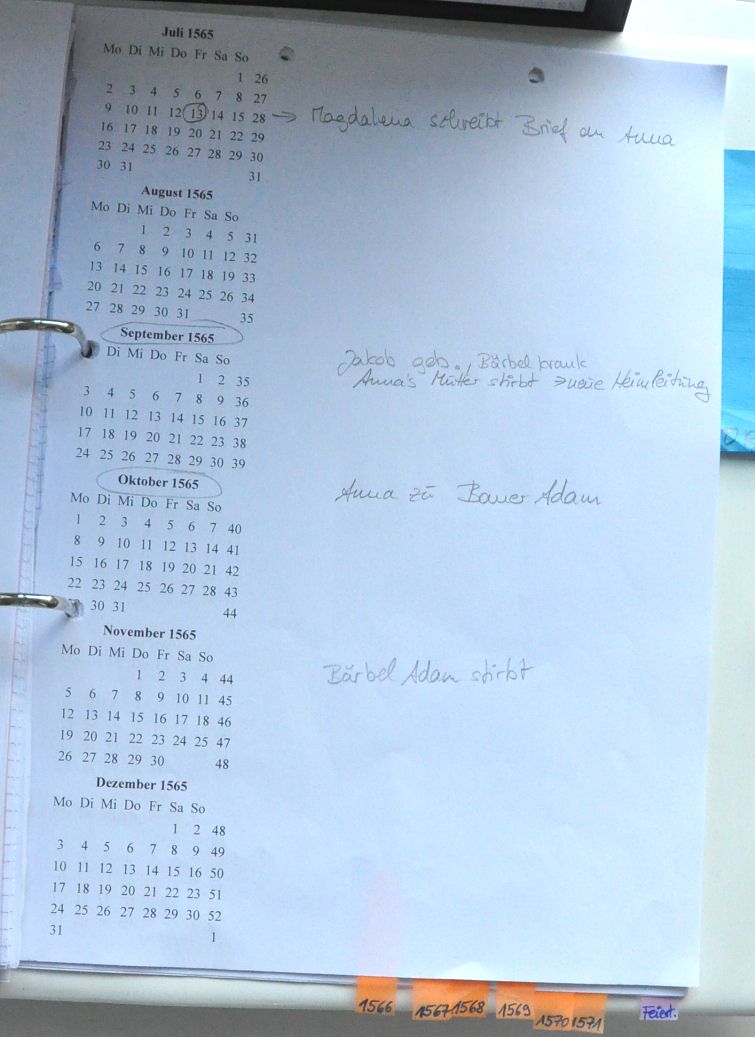 Juli 1565
Mo Di Mi Do Fr Sa So
1 26
2 3 4 5 6 7 8 27
9 10 11 12 13 14 15 28 → Magdalena schreibt Brief an Anna
16 17 18 19 20 21 22 29
23 24 25 26 27 28 29 30
30 31 31
August 1565
Mo Di Mi Do Fr Sa So
1 2 3 4 5 31
6 7 8 9 10 11 12 32
13 14 15 16 17 18 19 33
20 21 22 23 24 25 26 34
27 28 29 30 31 35
September 1565
Di Mi Do Fr Sa So
Jakob geb., Bärbel krank
1 2 35
Anna's Mutter stirbt → neue Heimleitung
3 4 5 6 7 8 9 36
10 11 12 13 14 15 16 37
17 18 19 20 21 22 23 38
24 25 26 27 28 29 30 39
Oktober 1565
Anna zu Bauer Adam
Mo Di Mi Do Fr Sa So
1 2 3 4 5 6 7 40
8 9 10 11 12 13 14 41
15 16 17 18 19 20 21 42
22 23 24 25 26 27 28 43
30 31 44
November 1565
Mo Di Mi Do Fr Sa So
1 2 3 4 44
Bärbel Adam stirbt
5 6 7 8 9 10 11 45
12 13 14 15 16 17 18 46
19 20 21 22 23 24 25 47
26 27 28 29 30 48
Dezember 1565
Mo Di Mi Do Fr Sa So
1 2 48
3 4 5 6 7 8 9 49
10 11 12 13 14 15 16 50
17 18 19 20 21 22 23 51
24 25 26 27 28 29 30 52
31 1
1566 1567 1568 1569 1570 1571 Feiert.